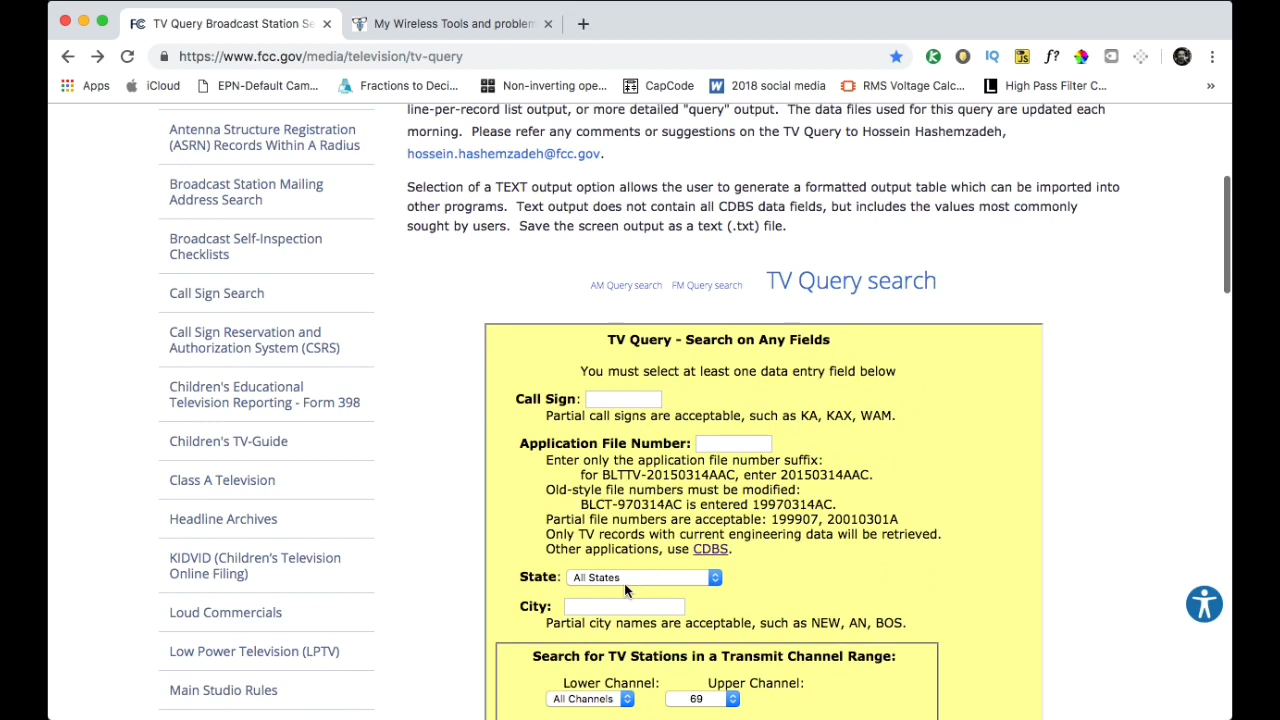 TV Query Broadcast Station Se
My Wireless Tools and problem
https://www.fcc.gov/media/television/tv-query
Apps
iCloud
EPN-Default Cam...
Fractions to Deci...
Non-inverting ope...
CapCode
2018 social media
RMS Voltage Calc...
High Pass Filter C...
»
Antenna Structure Registration
(ASRN) Records Within A Radius
Broadcast Station Mailing
Address Search
Broadcast Self-Inspection
Checklists
Call Sign Search
Call Sign Reservation and
Authorization System (CSRS)
Children's Educational
Television Reporting - Form 398
Children's TV-Guide
Class A Television
Headline Archives
KIDVID (Children's Television
Online Filing)
Loud Commercials
Low Power Television (LPTV)
Main Studio Rules
line-per-record list output, or more detailed "query" output. The data files used for this query are updated each
morning. Please refer any comments or suggestions on the TV Query to Hossein Hashemzadeh,
hossein.hashemzadeh@fcc.gov.
Selection of a TEXT output option allows the user to generate a formatted output table which can be imported into
other programs. Text output does not contain all CDBS data fields, but includes the values most commonly
sought by users. Save the screen output as a text (.txt) file.
AM Query search FM Query search TV Query search
TV Query - Search on Any Fields
You must select at least one data entry field below
Call Sign:
Partial call signs are acceptable, such as KA, KAX, WAM.
Application File Number:
Enter only the application file number suffix:
for BLTTV-20150314AAC, enter 20150314AAC.
Old-style file numbers must be modified:
BLCT-970314AC is entered 19970314AC.
Partial file numbers are acceptable: 199907, 20010301A
Only TV records with current engineering data will be retrieved.
Other applications, use CDBS.
State: All States
City:
Partial city names are acceptable, such as NEW, AN, BOS.
Search for TV Stations in a Transmit Channel Range:
Lower Channel: Upper Channel:
All Channels 69